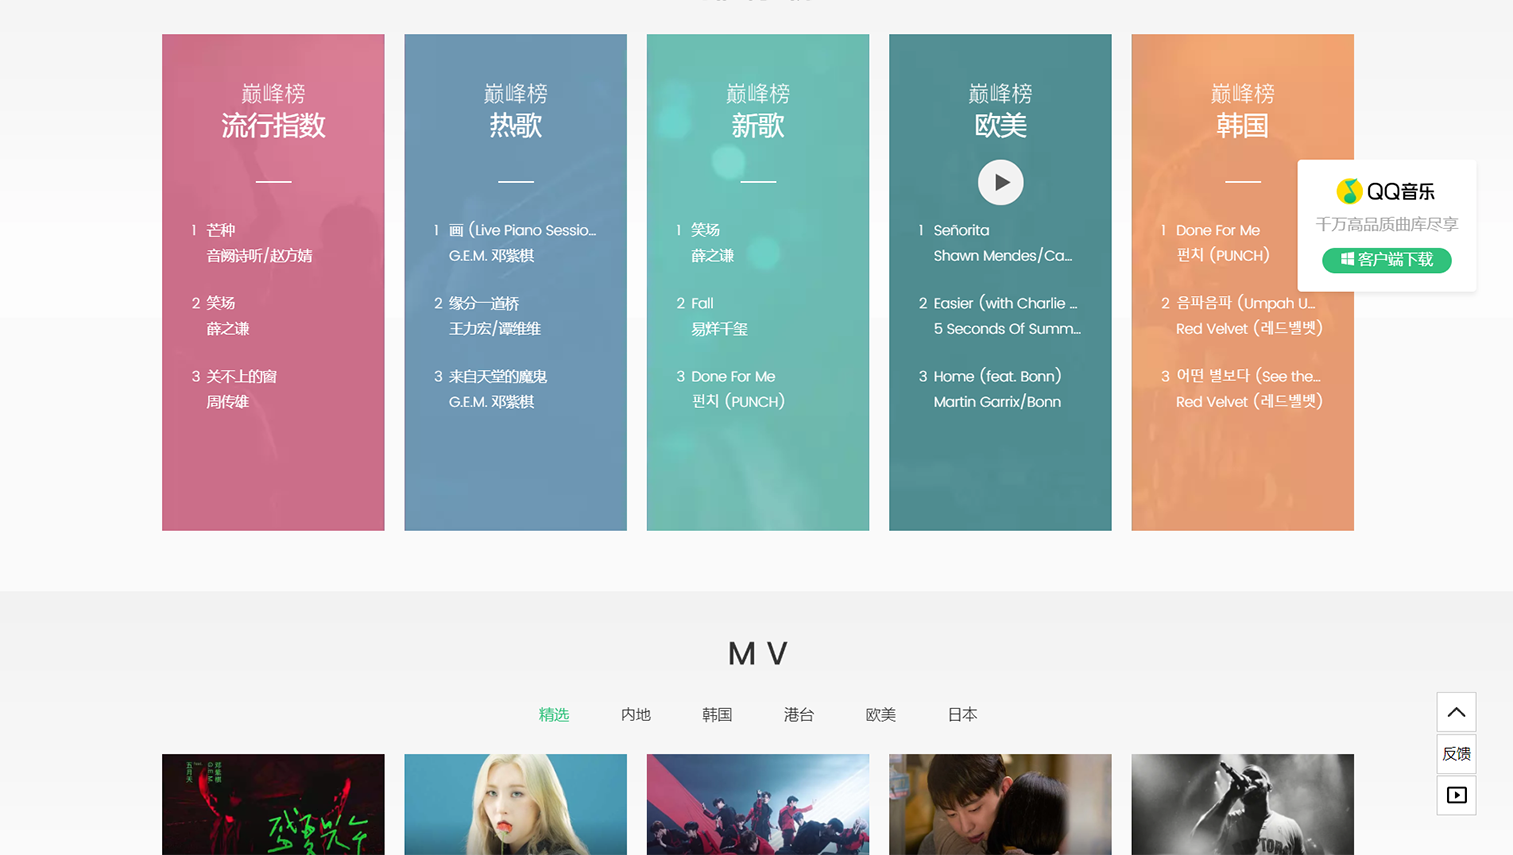 巅峰榜
流行指数
1 芒种
音阙诗听/赵方婧
2 笑场
薛之谦
3 关不上的窗
周传雄
巅峰榜
热歌
1 画 (Live Piano Sessio...
G.E.M. 邓紫棋
2 缘分一道桥
王力宏/谭维维
3 来自天堂的魔鬼
G.E.M. 邓紫棋
巅峰榜
新歌
1 笑场
薛之谦
2 Fall
易烊千玺
3 Done For Me
펀치 (PUNCH)
巅峰榜
欧美
1 Señorita
Shawn Mendes/Ca...
2 Easier (with Charlie ...
5 Seconds Of Summ...
3 Home (feat. Bonn)
Martin Garrix/Bonn
巅峰榜
韩国
1 Done For Me
펀치 (PUNCH)
2 음파음파 (Umpah U...
Red Velvet (레드벨벳)
3 어떤 별보다 (See the...
Red Velvet (레드벨벳)
QQ音乐
千万高品质曲库尽享
客户端下载
MV
精选 内地 韩国 港台 欧美 日本
反馈
五月天
G.E.M. 邓紫棋